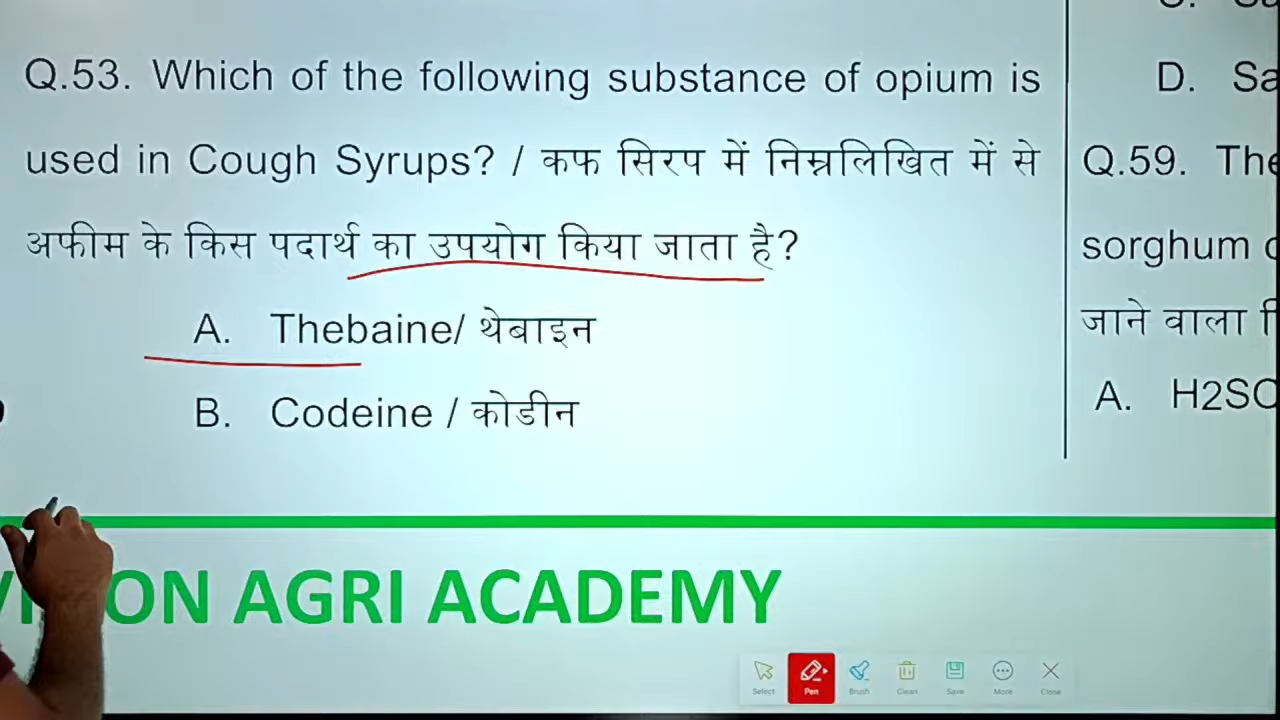 Q.53. Which of the following substance of opium is
used in Cough Syrups? / कफ सिरप में निम्नलिखित में से
अफीम के किस पदार्थ का उपयोग किया जाता है?
A. Thebaine/ थेबाइन
B. Codeine / कोडीन
D.
Q.59.
sorghum
जाने वाला
A.
ON AGRI ACADEMY
Select Pen Brush Clean Save More Close